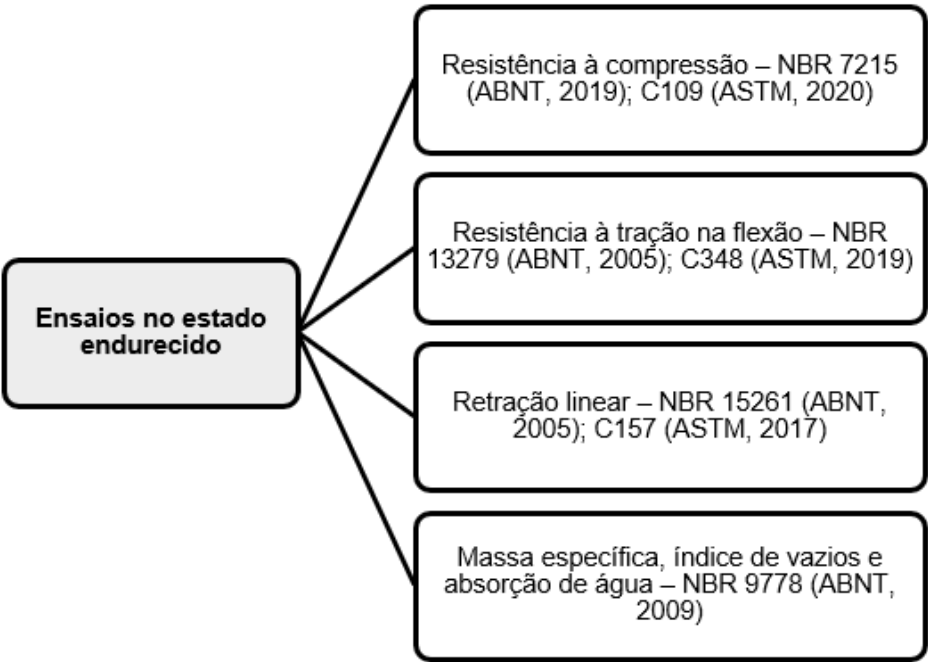 Resistência à compressão – NBR 7215
(ABNT, 2019); C109 (ASTM, 2020)
Resistência à tração na flexão – NBR
13279 (ABNT, 2005); C348 (ASTM, 2019)
Ensaios no estado
endurecido
Retração linear – NBR 15261 (ABNT,
2005); C157 (ASTM, 2017)
Massa específica, índice de vazios e
absorção de água – NBR 9778 (ABNT,
2009)